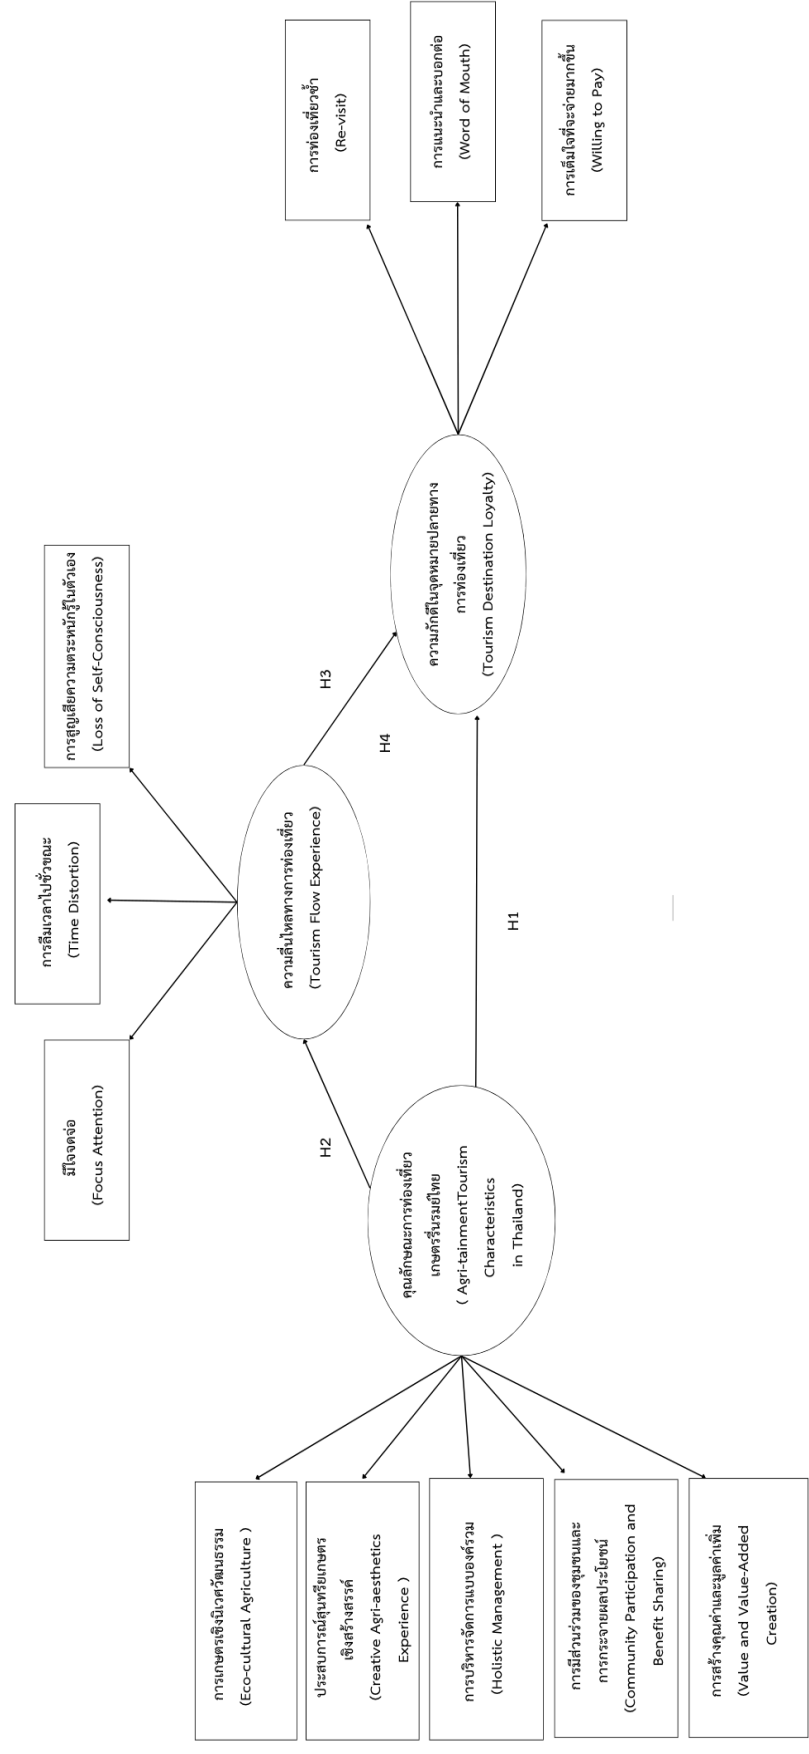 มีใจจดจ่อ
(Focus Attention)
การลืมเวลาไปชั่วขณะ
(Time Distortion)
การสูญเสียความตระหนักรู้ในตัวเอง
(Loss of Self-Consciousness)
การเกษตรเชิงนิเวศวัฒนธรรม
(Eco-cultural Agriculture )
ประสบการณ์สุนทรียเกษตร
เชิงสร้างสรรค์
(Creative Agri-aesthetics
Experience )
การบริหารจัดการแบบองค์รวม
(Holistic Management )
การมีส่วนร่วมของชุมชนและ
การกระจายผลประโยชน์
(Community Participation and
Benefit Sharing)
การสร้างคุณค่าและมูลค่าเพิ่ม
(Value and Value-Added
Creation)
คุณลักษณะการท่องเที่ยว
เกษตรรื่นรมย์ไทย
( Agri-tainmentTourism
Characteristics
in Thailand)
H2
ความลื่นไหลทางการท่องเที่ยว
(Tourism Flow Experience)
H3
H4
H1
ความภักดีในจุดหมายปลายทาง
การท่องเที่ยว
(Tourism Destination Loyalty)
การท่องเที่ยวซ้ำ
(Re-visit)
การแนะนำและบอกต่อ
(Word of Mouth)
การเต็มใจที่จะจ่ายมากขึ้น
(Willing to Pay)